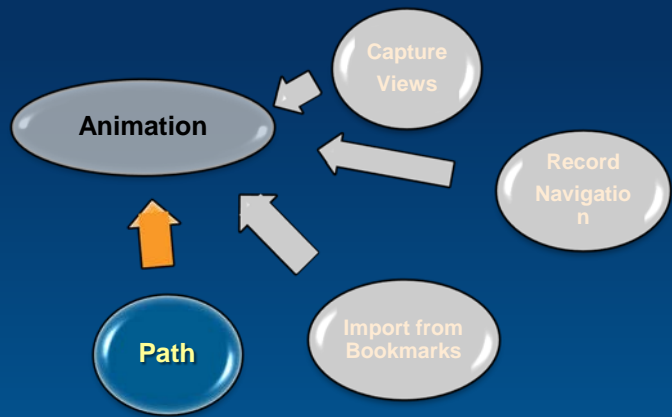 Capture
Views
Animation
Record
Navigatio
n
Import from
Bookmarks
Path